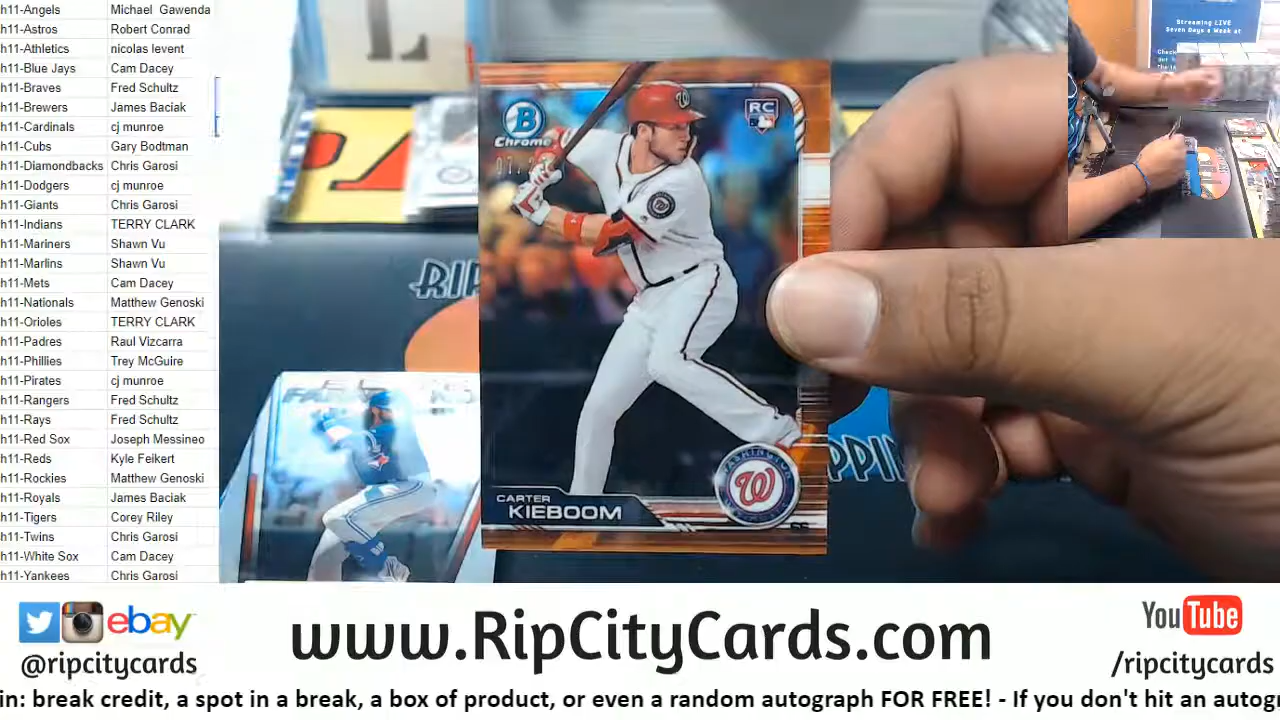 h11-Angels Michael Gawenda
h11-Astros Robert Conrad
h11-Athletics nicolas levent
h11-Blue Jays Cam Dacey
h11-Braves Fred Schultz
h11-Brewers James Baciak
h11-Cardinals cj munroe
h11-Cubs Gary Bodtman
h11-Diamondbacks Chris Garosi
h11-Dodgers cj munroe
h11-Giants Chris Garosi
h11-Indians TERRY CLARK
h11-Mariners Shawn Vu
h11-Marlins Shawn Vu
h11-Mets Cam Dacey
h11-Nationals Matthew Genoski
h11-Orioles TERRY CLARK
h11-Padres Raul Vizcarra
h11-Phillies Trey McGuire
h11-Pirates cj munroe
h11-Rangers Fred Schultz
h11-Rays Fred Schultz
h11-Red Sox Joseph Messineo
h11-Reds Kyle Feikert
h11-Rockies Matthew Genoski
h11-Royals James Baciak
h11-Tigers Corey Riley
h11-Twins Chris Garosi
h11-White Sox Cam Dacey
h11-Yankees Chris Garosi
B
Chrome
RC
W
W
WASHINGTON
W
CARTER
KIEBOOM
SS
RIP
PPIN
Streaming LIVE
Seven Days a Week at
ebay
@ripcitycards
www.RipCityCards.com
YouTube
/ripcitycards
in: break credit, a spot in a break, a box of product, or even a random autograph FOR FREE! - If you don't hit an autog